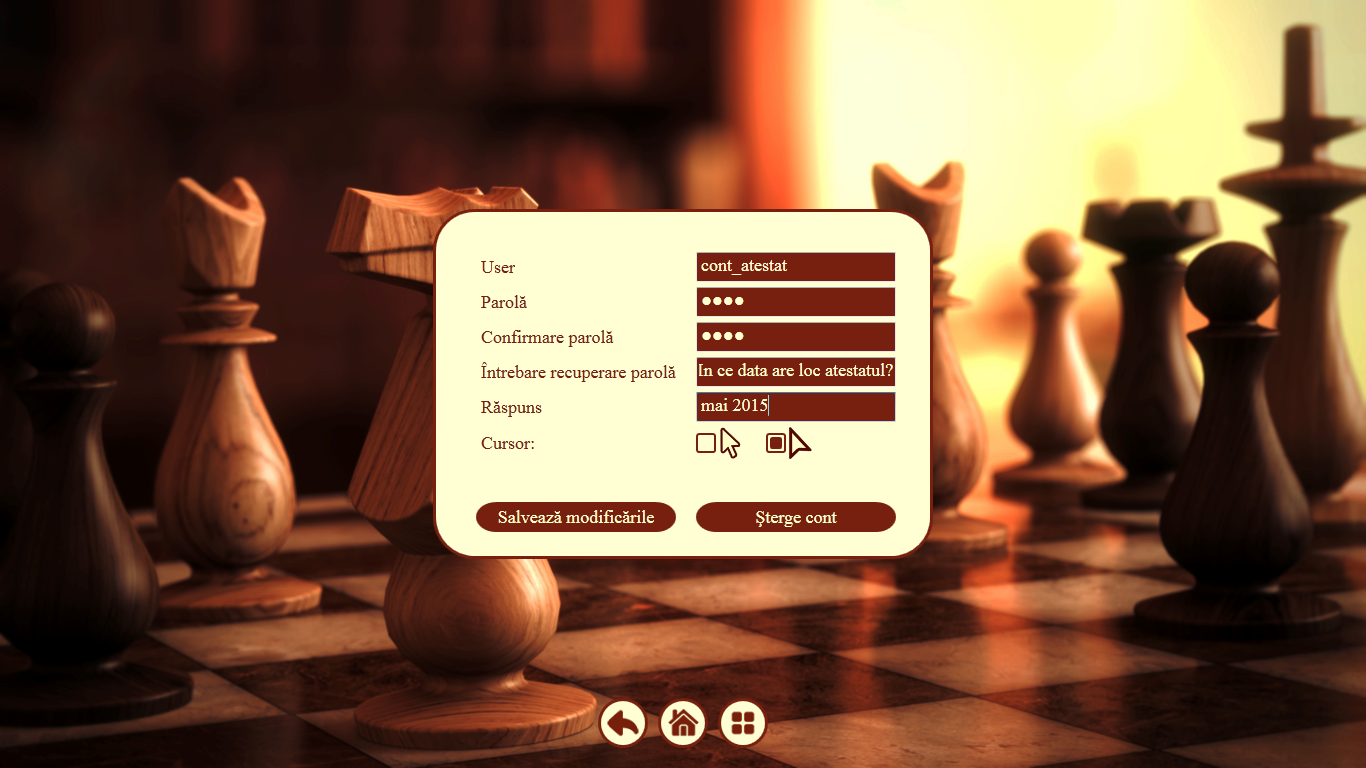 User cont_atestat
Parolă ●●●●
Confirmare parolă ●●●●
Întrebare recuperare parolă In ce data are loc atestatul?
Răspuns mai 2015
Cursor:
Salvează modificările Şterge cont